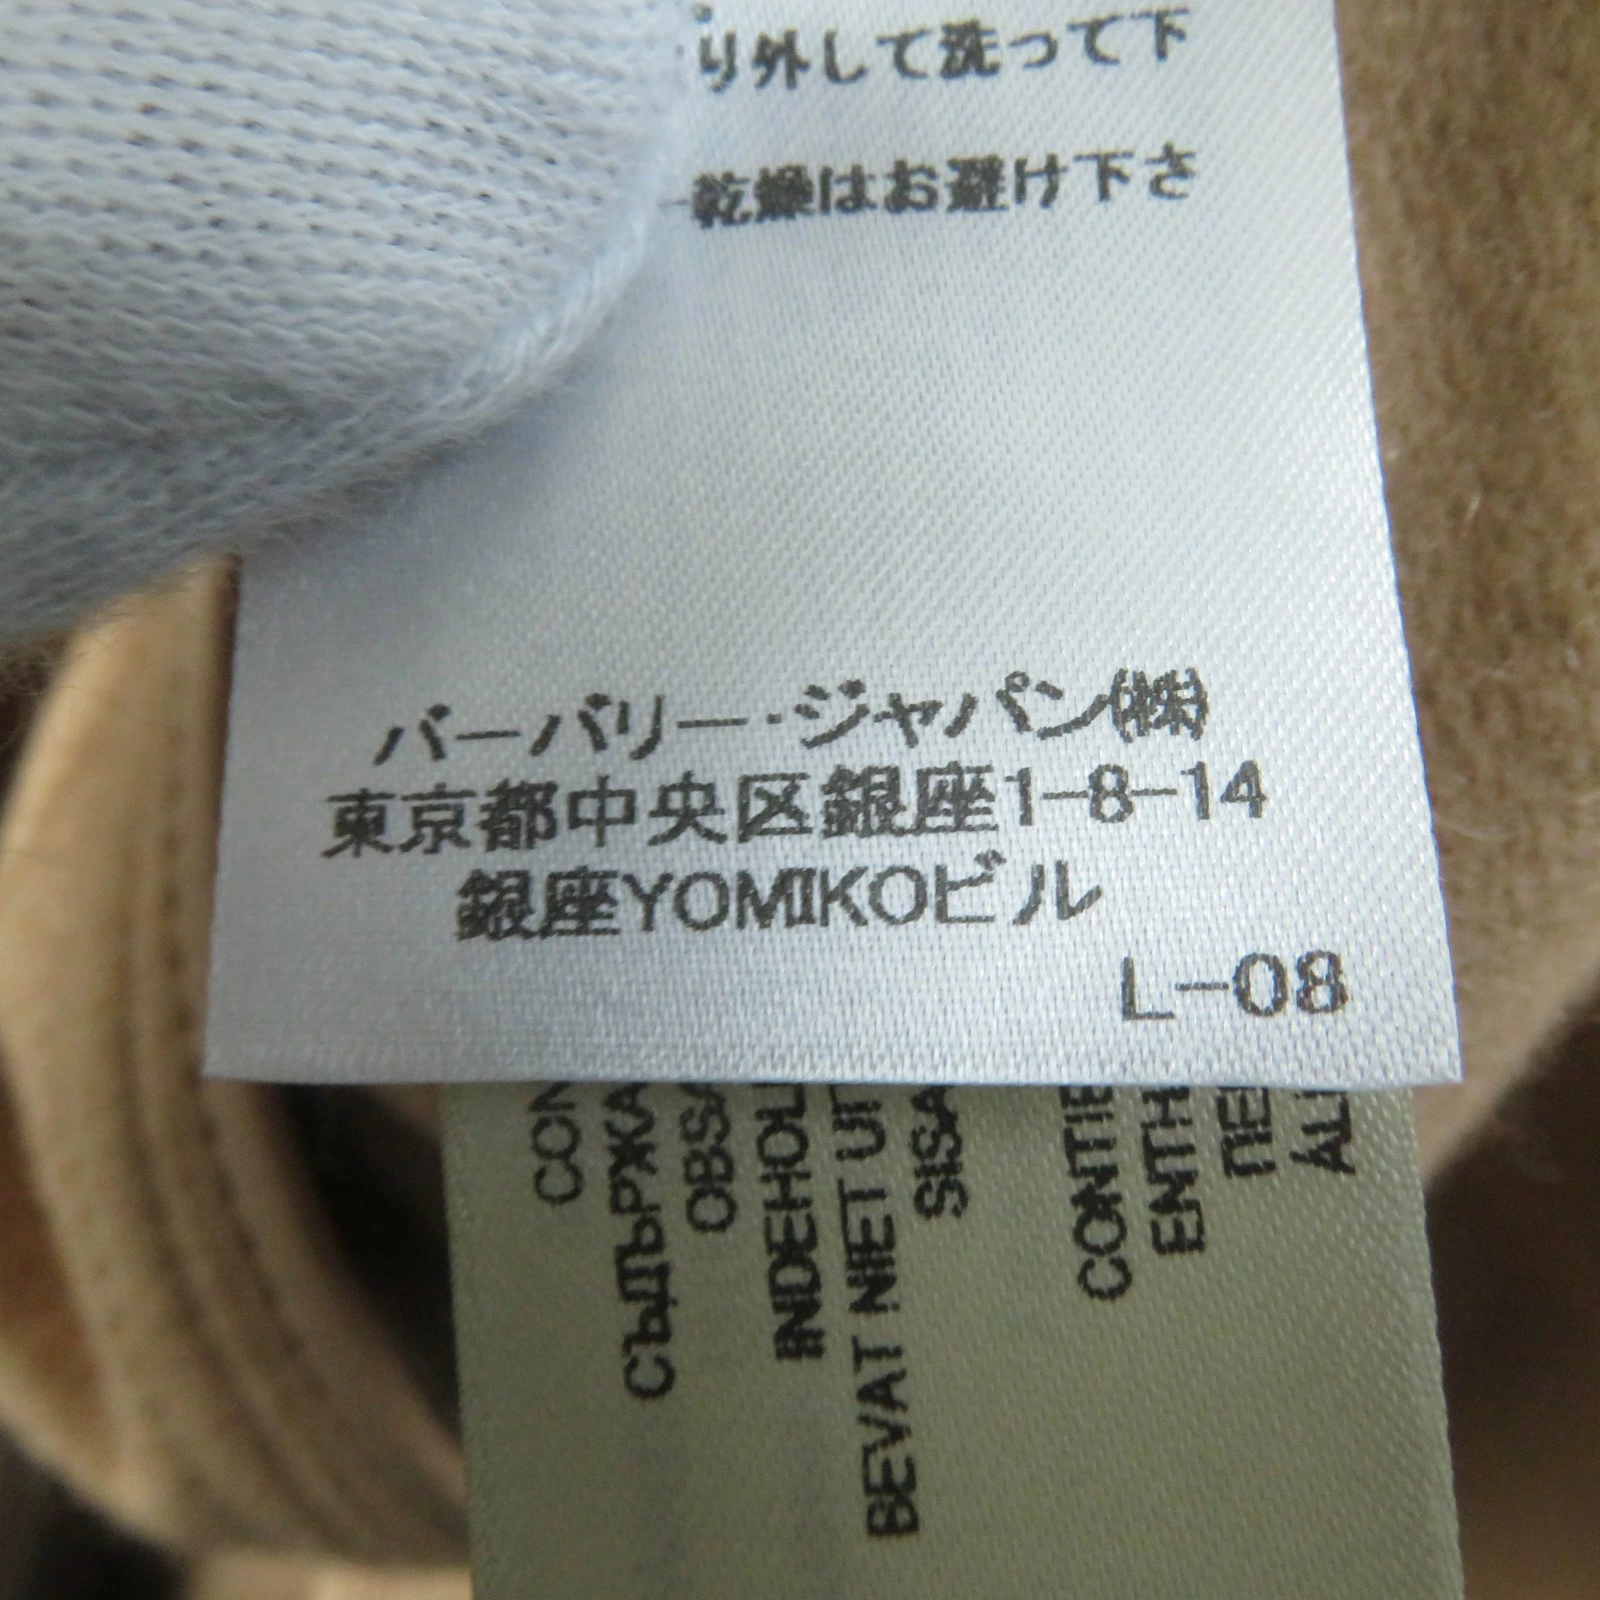 り外して洗って下
乾燥はお避け下さ
バーバリー・ジャパン(株)
東京都中央区銀座1-8-14
銀座YOMIKOビル
L-08
CON
СЪДЪРЖА
OBSA
INDEHOL
BEVAT NIET UIT
SISA
CONTIE
ENTH
ΠΕΙ